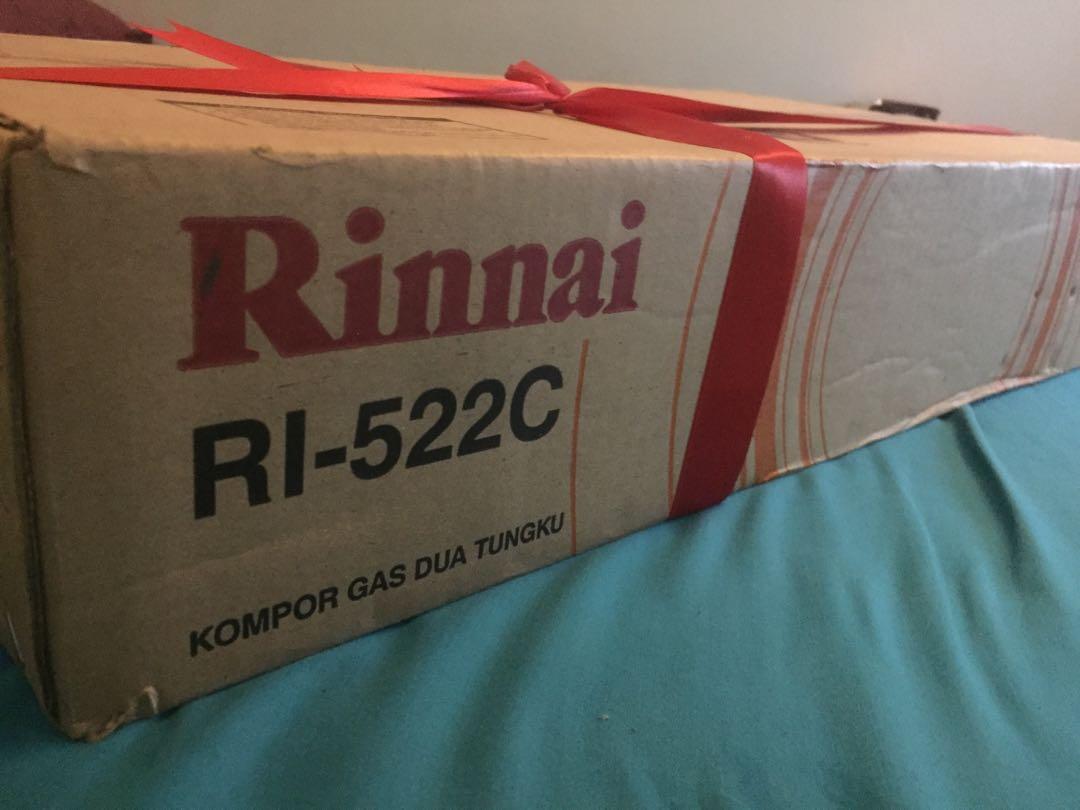 Rinnai
RI-522C
KOMPOR GAS DUA TUNGKU